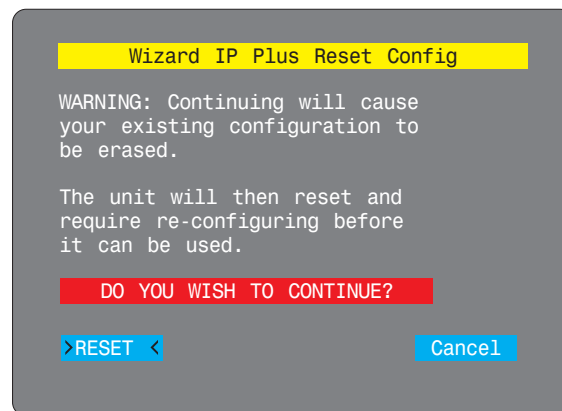 Wizard IP Plus Reset Config
WARNING: Continuing will cause
your existing configuration to
be erased.
The unit will then reset and
require re-configuring before
it can be used.
DO YOU WISH TO CONTINUE?
>RESET < Cancel